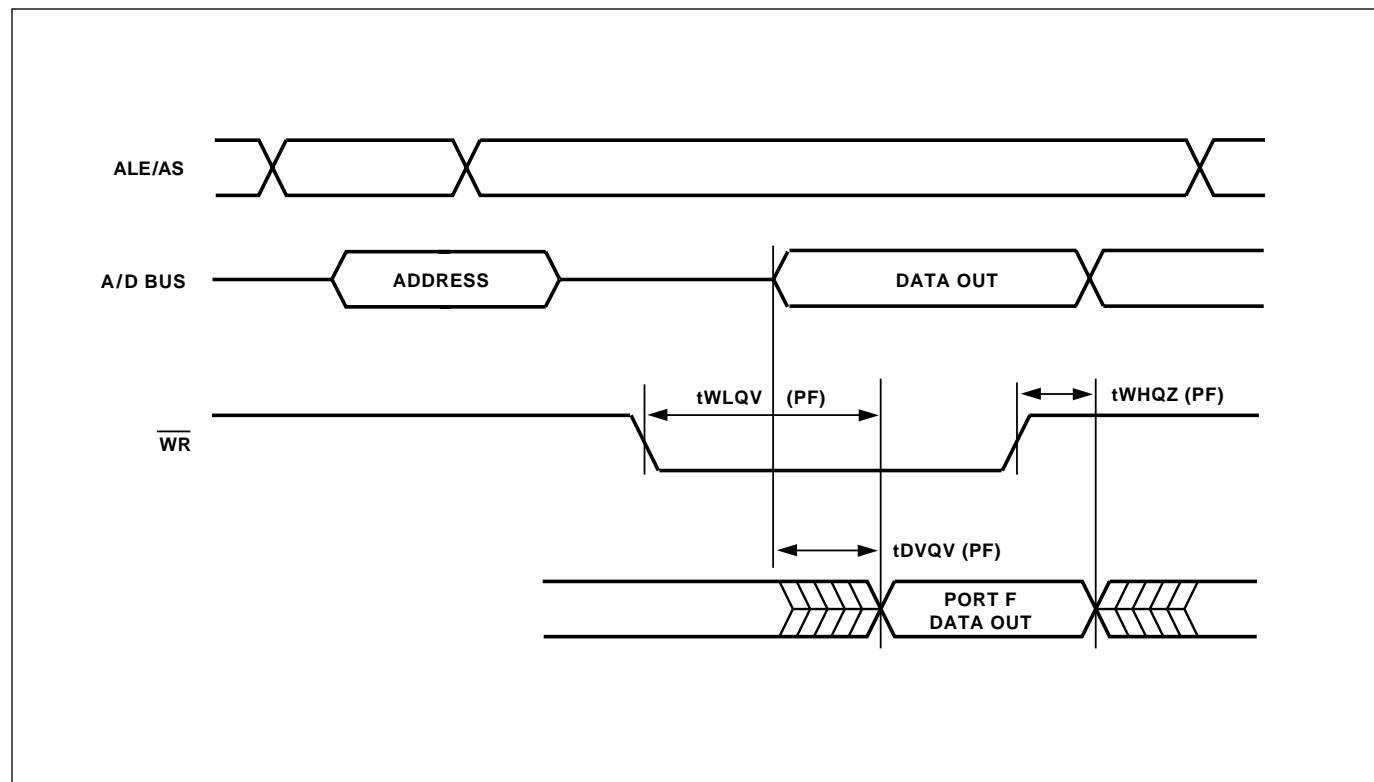 ALE/AS
A/D BUS
ADDRESS
DATA OUT
tWLQV (PF)
tWHQZ (PF)
WR
tDVQV (PF)
PORT F
DATA OUT